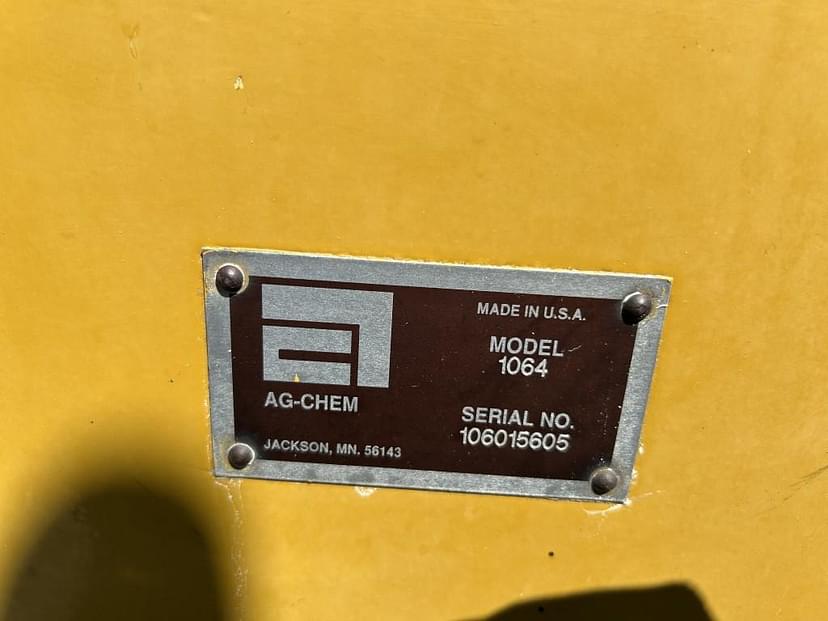 AG-CHEM
JACKSON, MN. 56143
MADE IN U.S.A.
MODEL
1064
SERIAL NO.
106015605